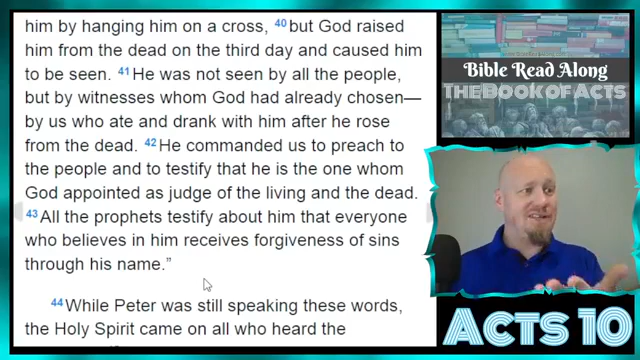 him by hanging him on a cross, 40 but God raised
him from the dead on the third day and caused him
to be seen. 41 He was not seen by all the people,
but by witnesses whom God had already chosen—
by us who ate and drank with him after he rose
from the dead. 42 He commanded us to preach to
the people and to testify that he is the one whom
God appointed as judge of the living and the dead.
43 All the prophets testify about him that everyone
who believes in him receives forgiveness of sins
through his name.”
44 While Peter was still speaking these words,
the Holy Spirit came on all who heard the
Bible Read Along
The Book of Acts
Acts 10